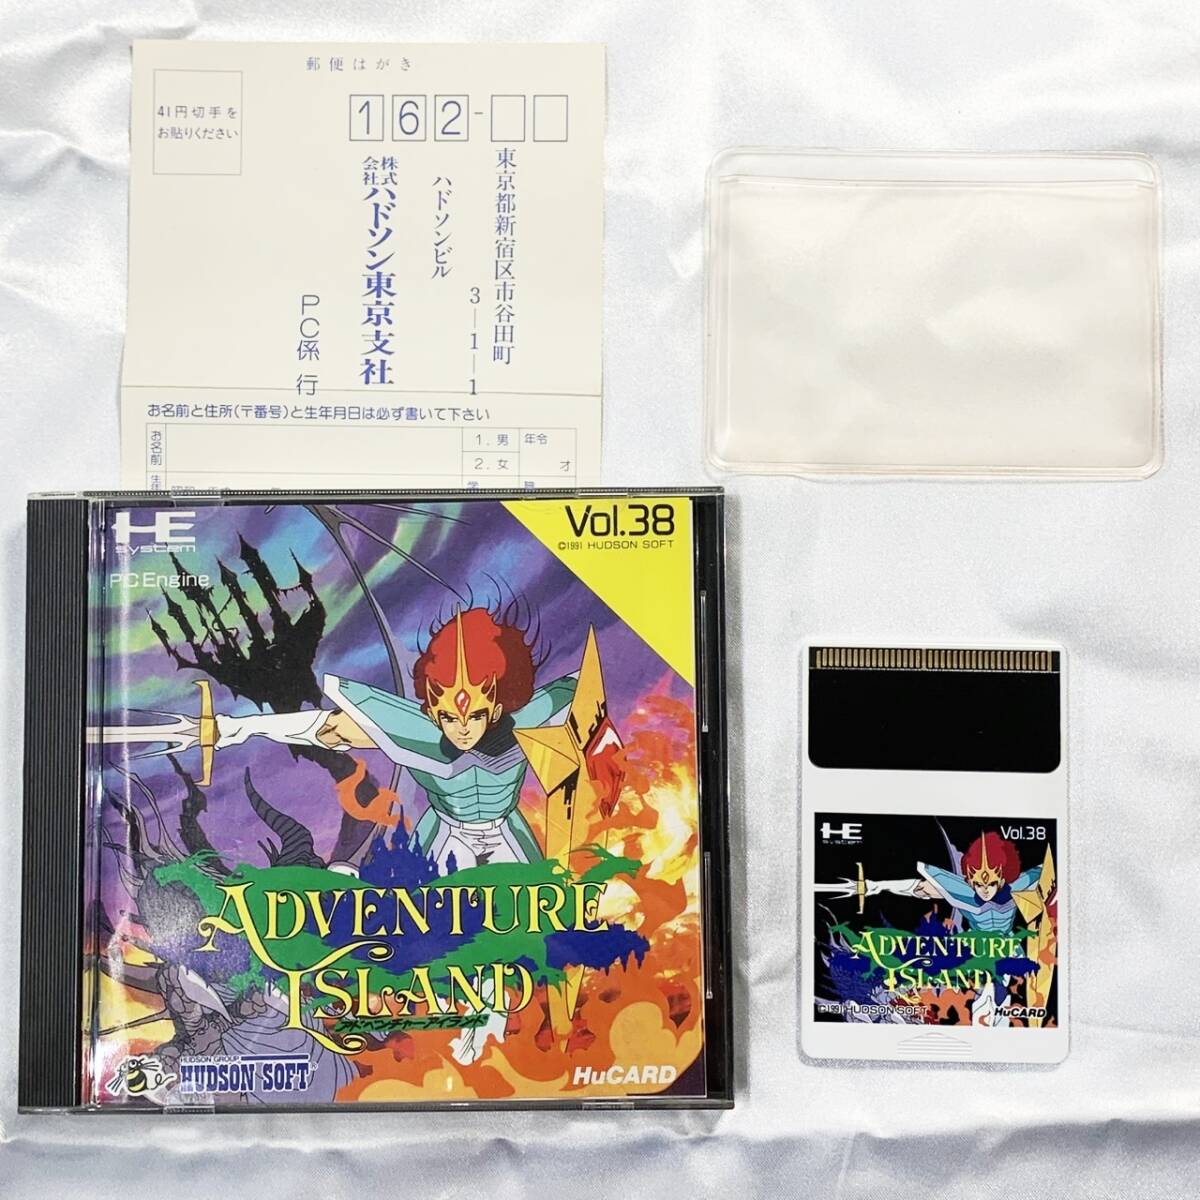 郵便はがき
41円切手を
お貼りください
162-
東京都新宿区市谷田町
3-1-1
ハドソンビル
株式会社ハドソン東京支社
PC係 行
お名前と住所(〒番号)と生年月日は必ず書いて下さい
お名前
1. 男
2. 女
年令
才
HE
system
PC Engine
Vol.38
©1991 HUDSON SOFT
ADVENTURE
ISLAND
アドベンチャーアイランド
HUDSON GROUP
HUDSON SOFT®
HuCARD
HE
system
Vol.38
ADVENTURE
ISLAND
©1991 HUDSON SOFT
HuCARD